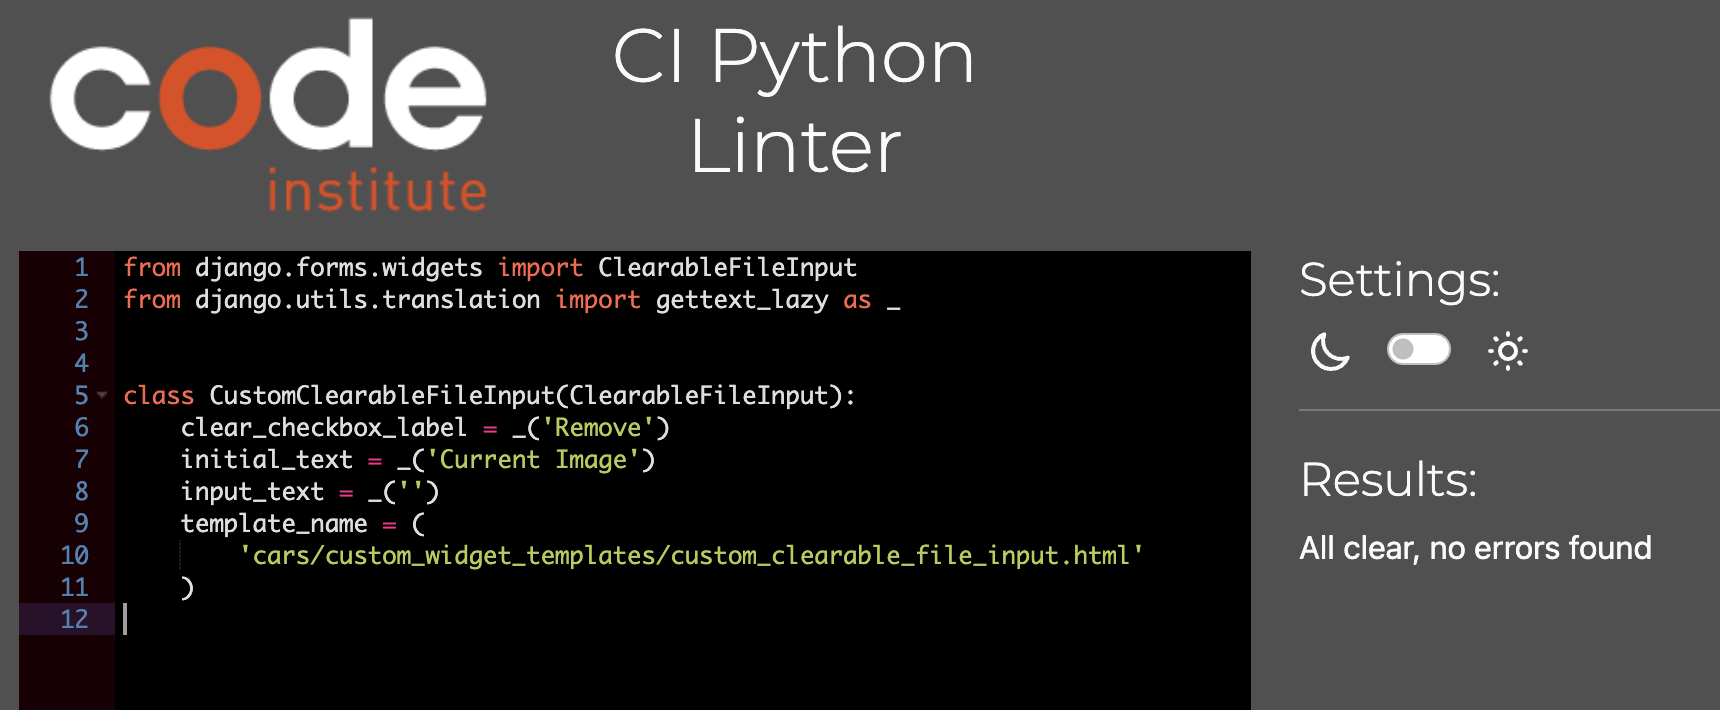 code
institute
CI Python
Linter
1 from django.forms.widgets import ClearableFileInput
2 from django.utils.translation import gettext_lazy as _
3
4
5 class CustomClearableFileInput(ClearableFileInput):
6     clear_checkbox_label = _('Remove')
7     initial_text = _('Current Image')
8     input_text = _('')
9     template_name = (
10         'cars/custom_widget_templates/custom_clearable_file_input.html'
11     )
12
Settings:
Results:
All clear, no errors found